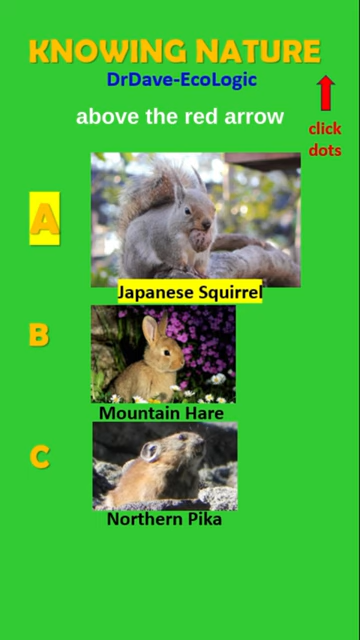 KNOWING NATURE
DrDave-EcoLogic
above the red arrow
click
dots
A
Japanese Squirrel
B
Mountain Hare
C
Northern Pika